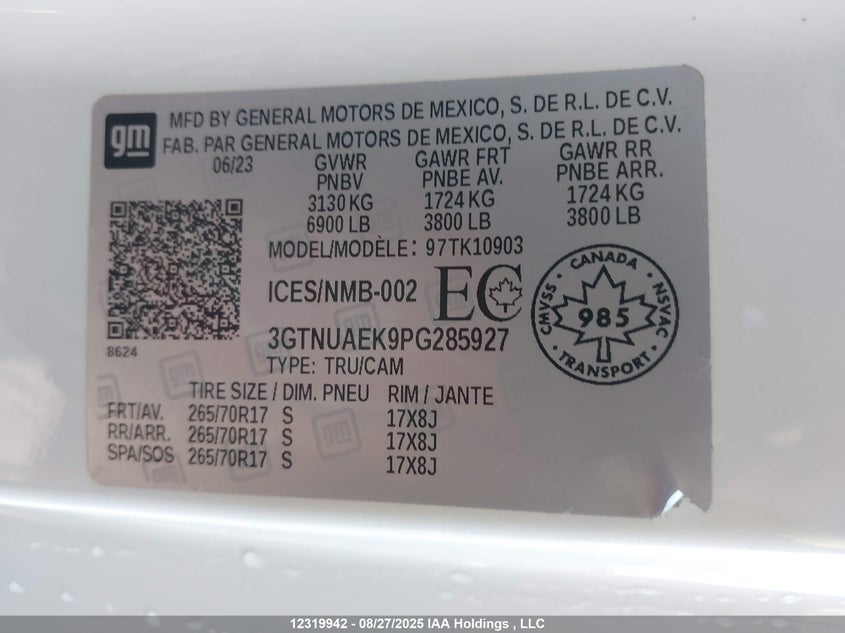 gm
MFD BY GENERAL MOTORS DE MEXICO, S. DE R.L. DE C.V.
FAB. PAR GENERAL MOTORS DE MEXICO, S. DE R.L. DE C.V.
06/23 GVWR GAWR FRT GAWR RR
PNBV PNBE AV. PNBE ARR.
3130 KG 1724 KG 1724 KG
6900 LB 3800 LB 3800 LB
MODEL/MODÈLE: 97TK10903
ICES/NMB-002 EC
3GTNUAEK9PG285927
TYPE: TRU/CAM
8624
CANADA
CMVSS • NSVAC
985
TRANSPORT
TIRE SIZE / DIM. PNEU RIM / JANTE
FRT/AV. 265/70R17 S 17X8J
RR/ARR. 265/70R17 S 17X8J
SPA/SOS 265/70R17 S 17X8J
12319942 - 08/27/2025 IAA Holdings , LLC